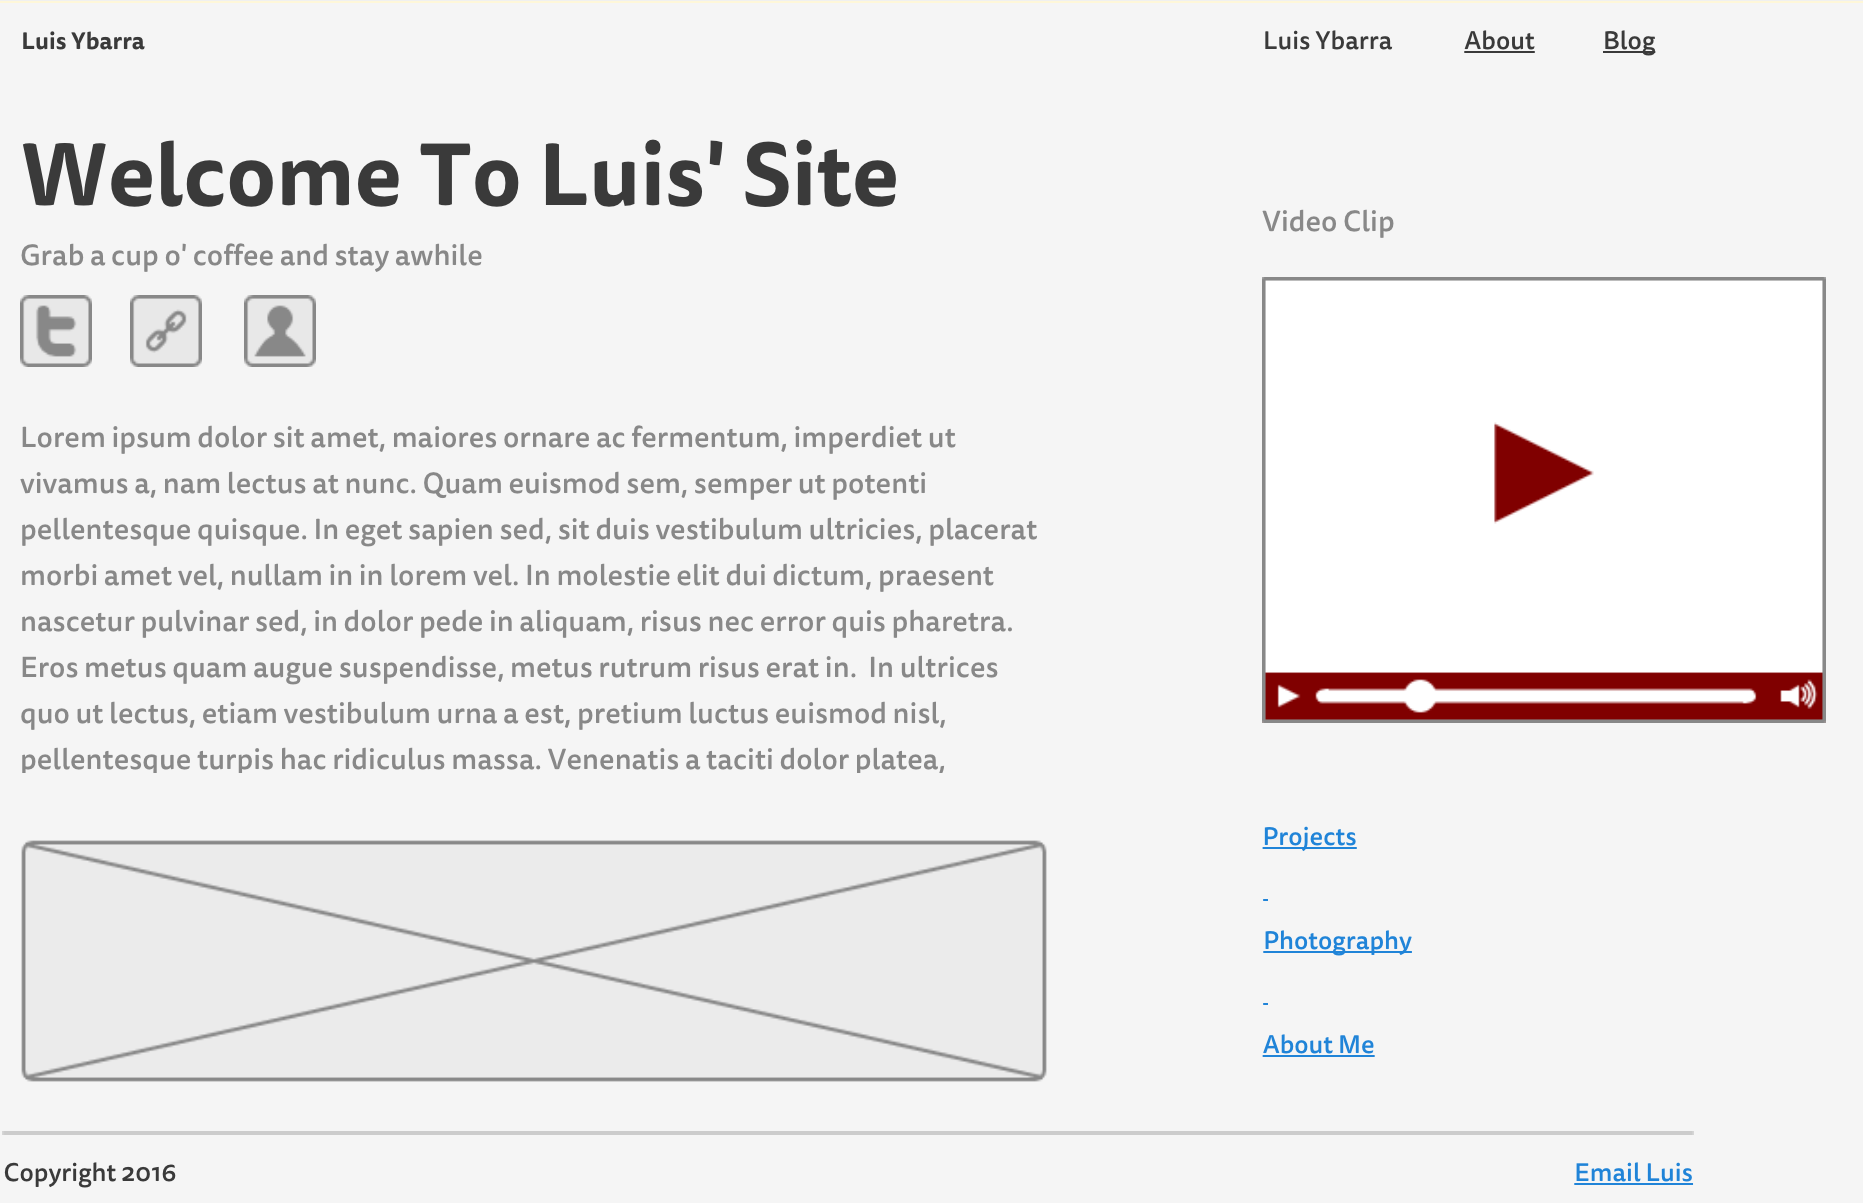 Luis Ybarra
Luis Ybarra About Blog
Welcome To Luis' Site
Grab a cup o' coffee and stay awhile
Lorem ipsum dolor sit amet, maiores ornare ac fermentum, imperdiet ut
vivamus a, nam lectus at nunc. Quam euismod sem, semper ut potenti
pellentesque quisque. In eget sapien sed, sit duis vestibulum ultricies, placerat
morbi amet vel, nullam in in lorem vel. In molestie elit dui dictum, praesent
nascetur pulvinar sed, in dolor pede in aliquam, risus nec error quis pharetra.
Eros metus quam augue suspendisse, metus rutrum risus erat in.  In ultrices
quo ut lectus, etiam vestibulum urna a est, pretium luctus euismod nisl,
pellentesque turpis hac ridiculus massa. Venenatis a taciti dolor platea,
Video Clip
Projects
Photography
About Me
Copyright 2016
Email Luis